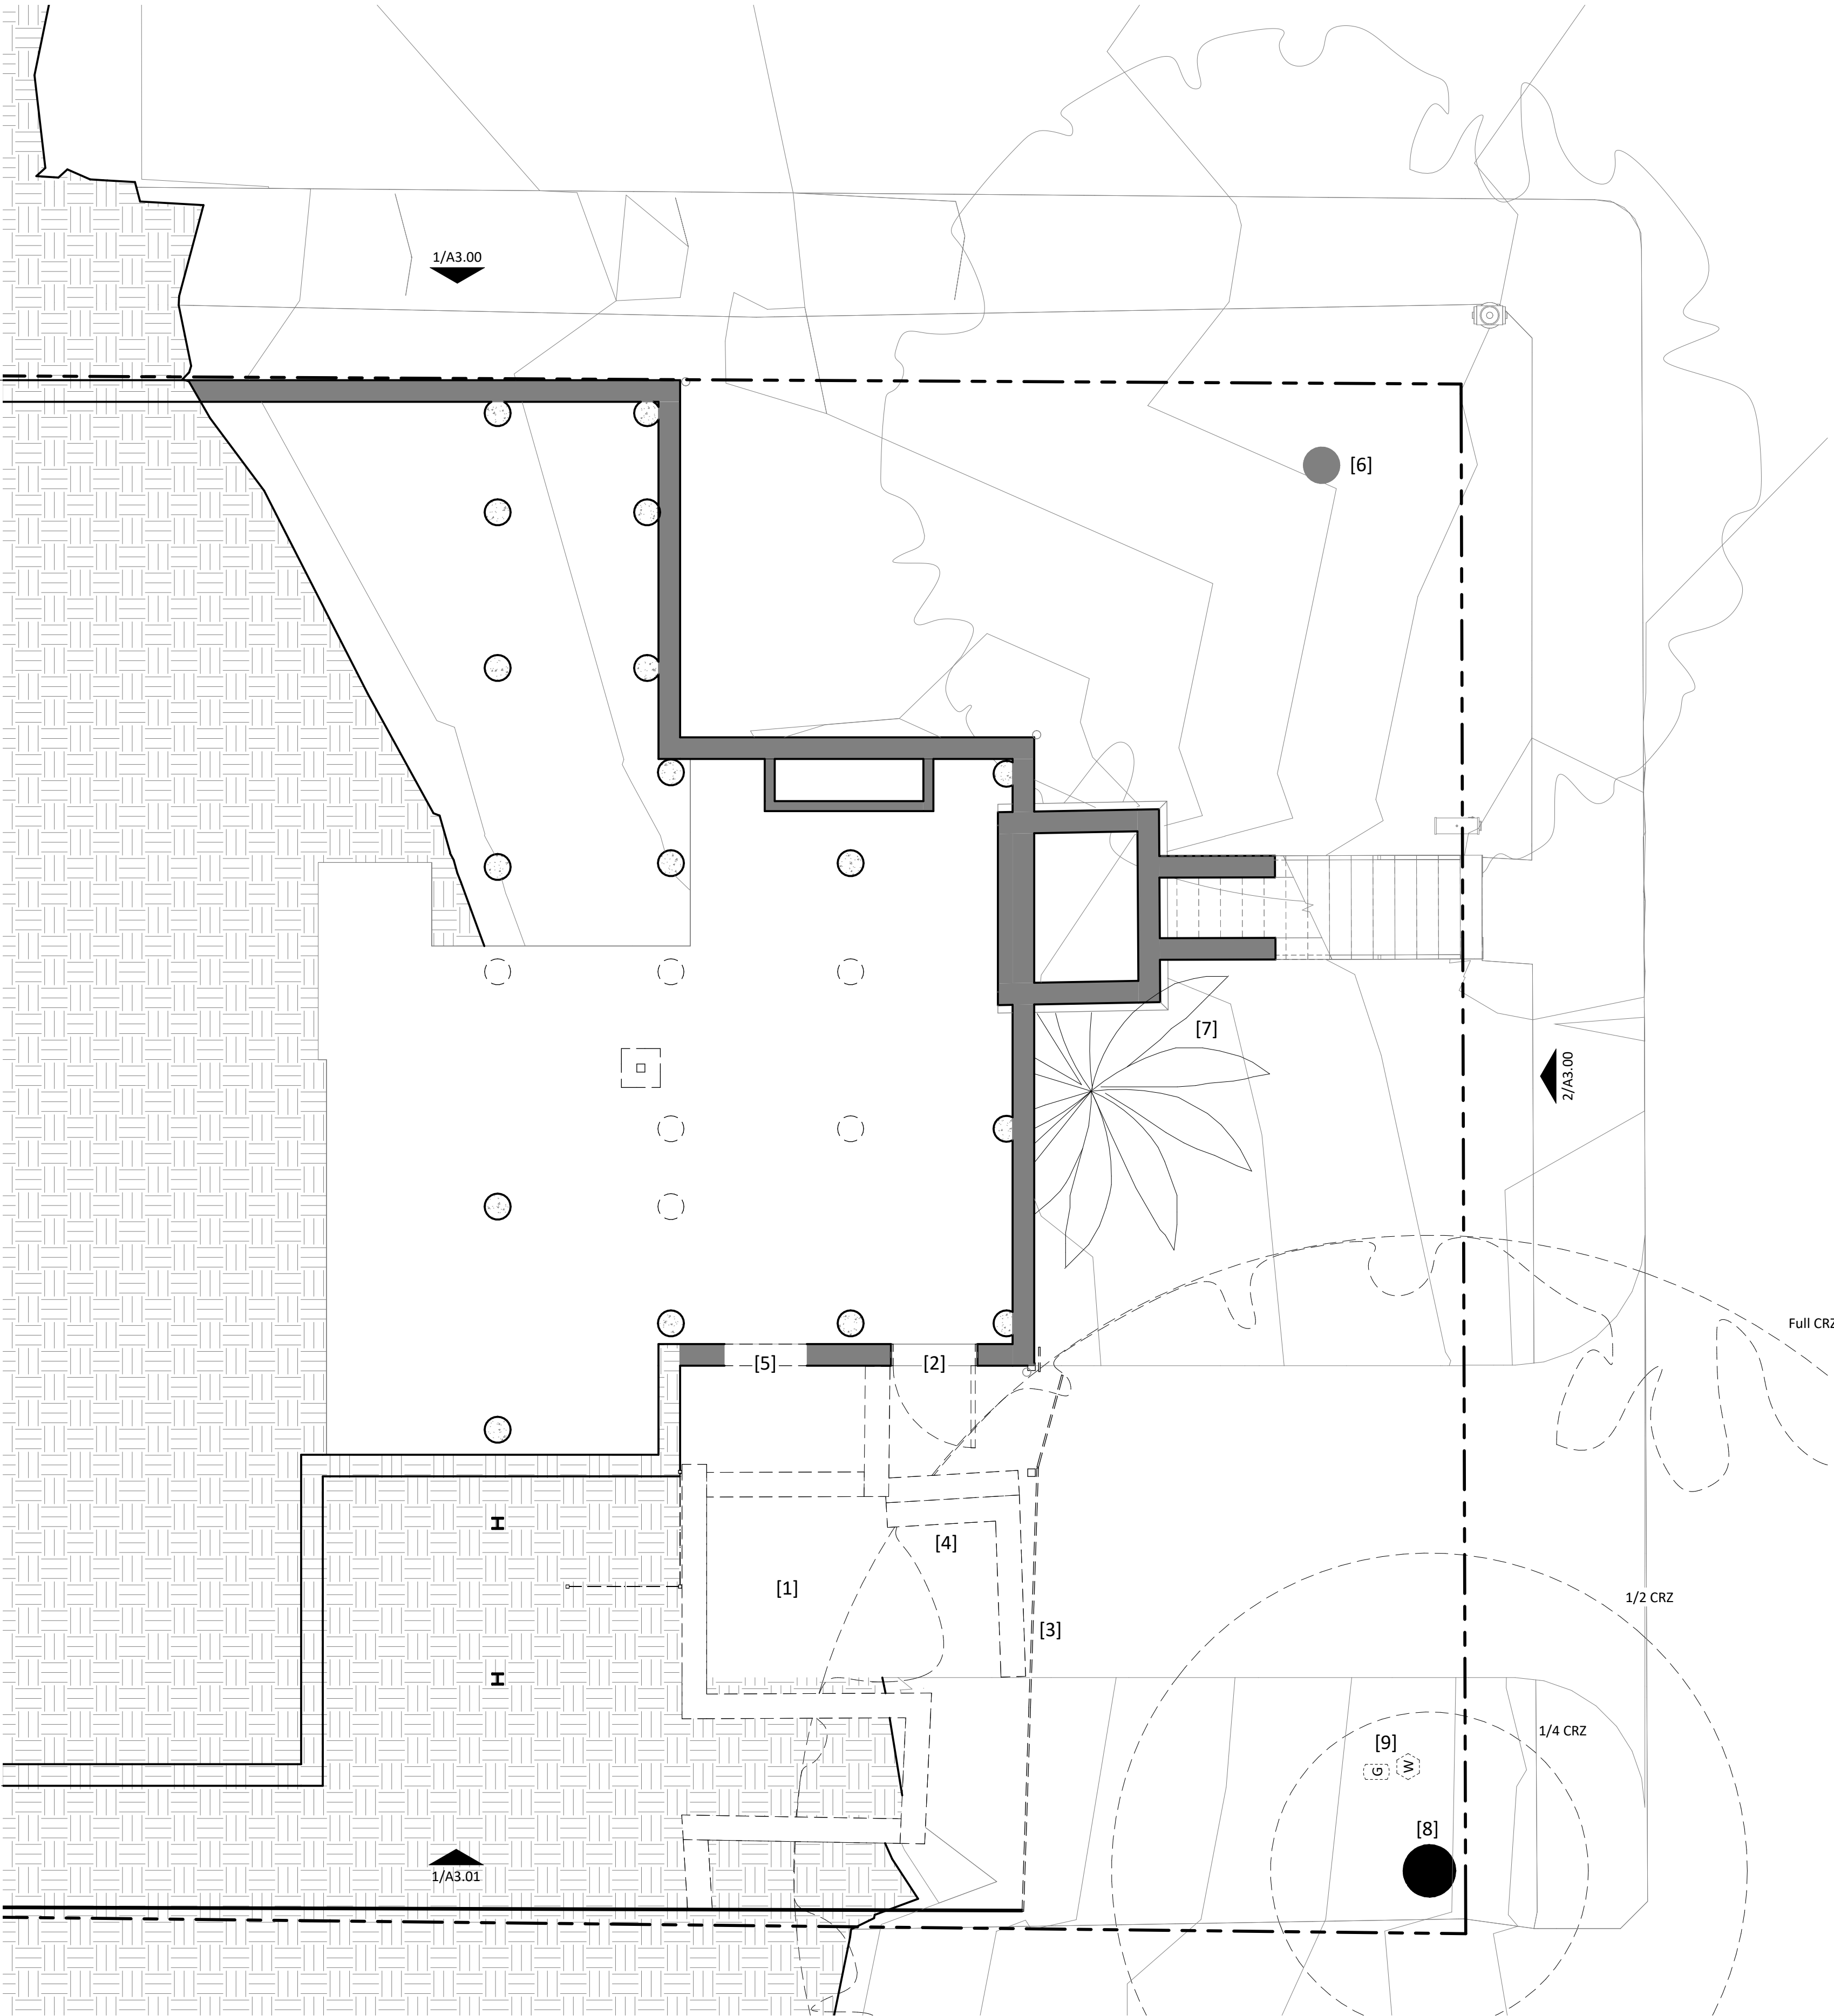 1/A3.00
[6]
[7]
2/A3.00
Full CRZ
[5]
[2]
[4]
[1]
1/2 CRZ
[3]
1/4 CRZ
[9]
G
W
[8]
1/A3.01